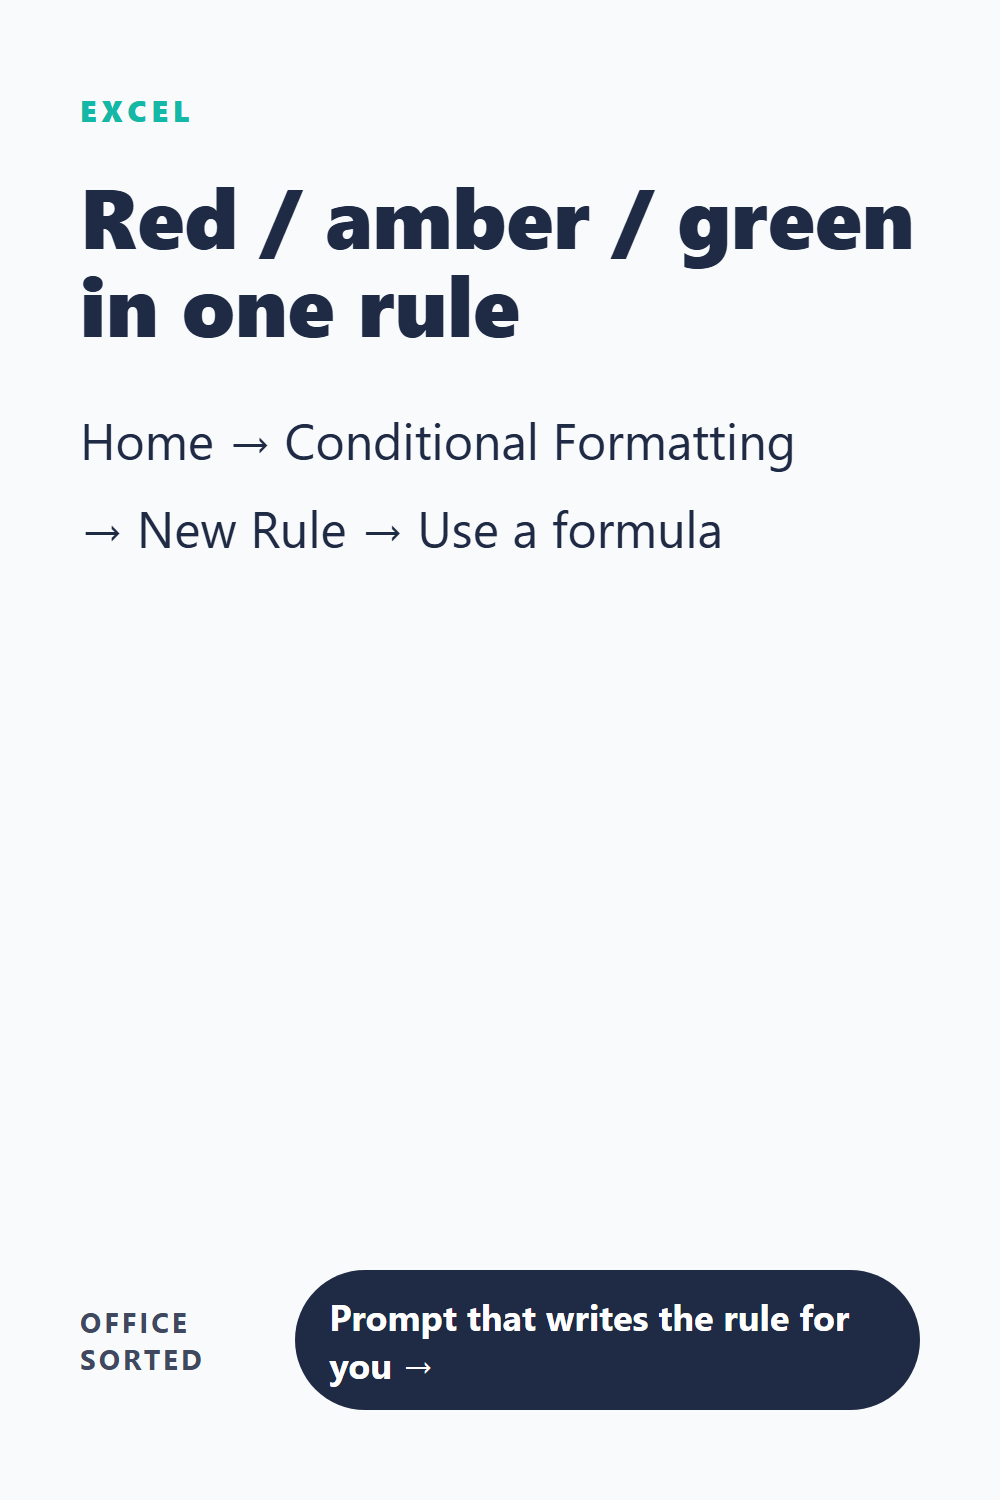 EXCEL
Red / amber / green
in one rule
Home → Conditional Formatting
→ New Rule → Use a formula
OFFICE
SORTED
Prompt that writes the rule for
you →